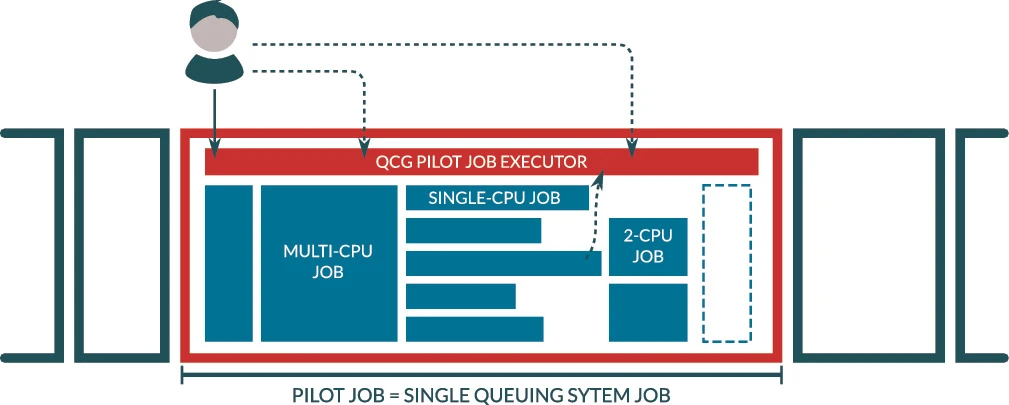 QCG PILOT JOB EXECUTOR
SINGLE-CPU JOB
MULTI-CPU
JOB
2-CPU
JOB
PILOT JOB = SINGLE QUEUING SYTEM JOB